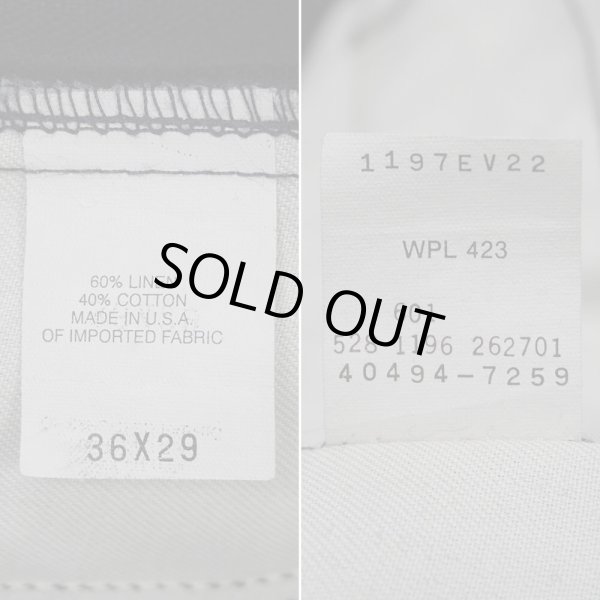 60% LINEN
40% COTTON
MADE IN U.S.A.
OF IMPORTED FABRIC
36X29
SOLD OUT
1197EV22
WPL 423
601
528 1196 262701
40494-7259